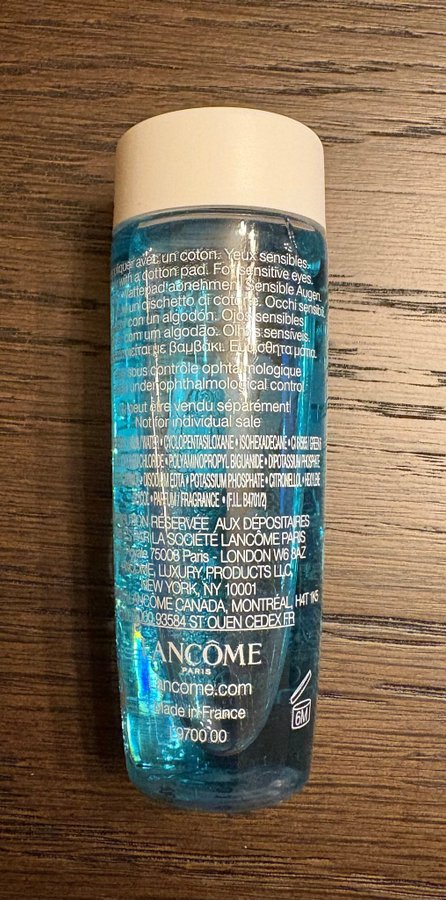 avec un coton. Yeux sensibles.
with a cotton pad. For sensitive eyes.
abnehmen. Sensible Augen.
un dischetto di cotone. Occhi sensibili.
con un algodón. Ojos sensibles
com um algodão. Olhos sensíveis.
με βαμβάκι. Ευαίσθητα μάτια.
sous contrôle ophtalmologique
under ophthalmological control
peut être vendu séparément
Not for individual sale
WATER • CYCLOPENTASILOXANE • ISOHEXADECANE •
CHLORIDE • POLYAMINOPROPYL BIGUANIDE • DIPOTASSIUM PHOSPHATE
• DISODIUM EDTA • POTASSIUM PHOSPHATE • CITRONELLOL • HEXYLENE
• PARFUM / FRAGRANCE • (F.I.L. B4701/2)
RÉSERVÉE AUX DÉPOSITAIRES
PAR LA SOCIÉTÉ LANCÔME PARIS
75008 Paris - LONDON W6 8AZ
LUXURY PRODUCTS LLC,
NEW YORK, NY 10001
LANCÔME CANADA, MONTRÉAL, H4T 1K5
93584 ST OUEN CEDEX.FR
LANCÔME
PARIS
lancome.com
Made in France
6M